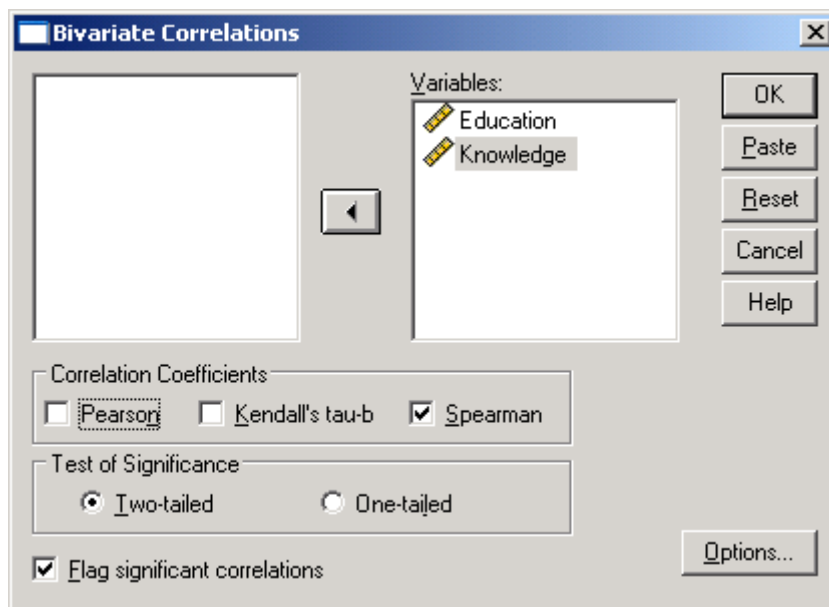 Bivariate Correlations
Variables:
Education
Knowledge
OK
Paste
Reset
Cancel
Help
Correlation Coefficients
Pearson Kendall's tau-b Spearman
Test of Significance
Two-tailed One-tailed
Flag significant correlations
Options...